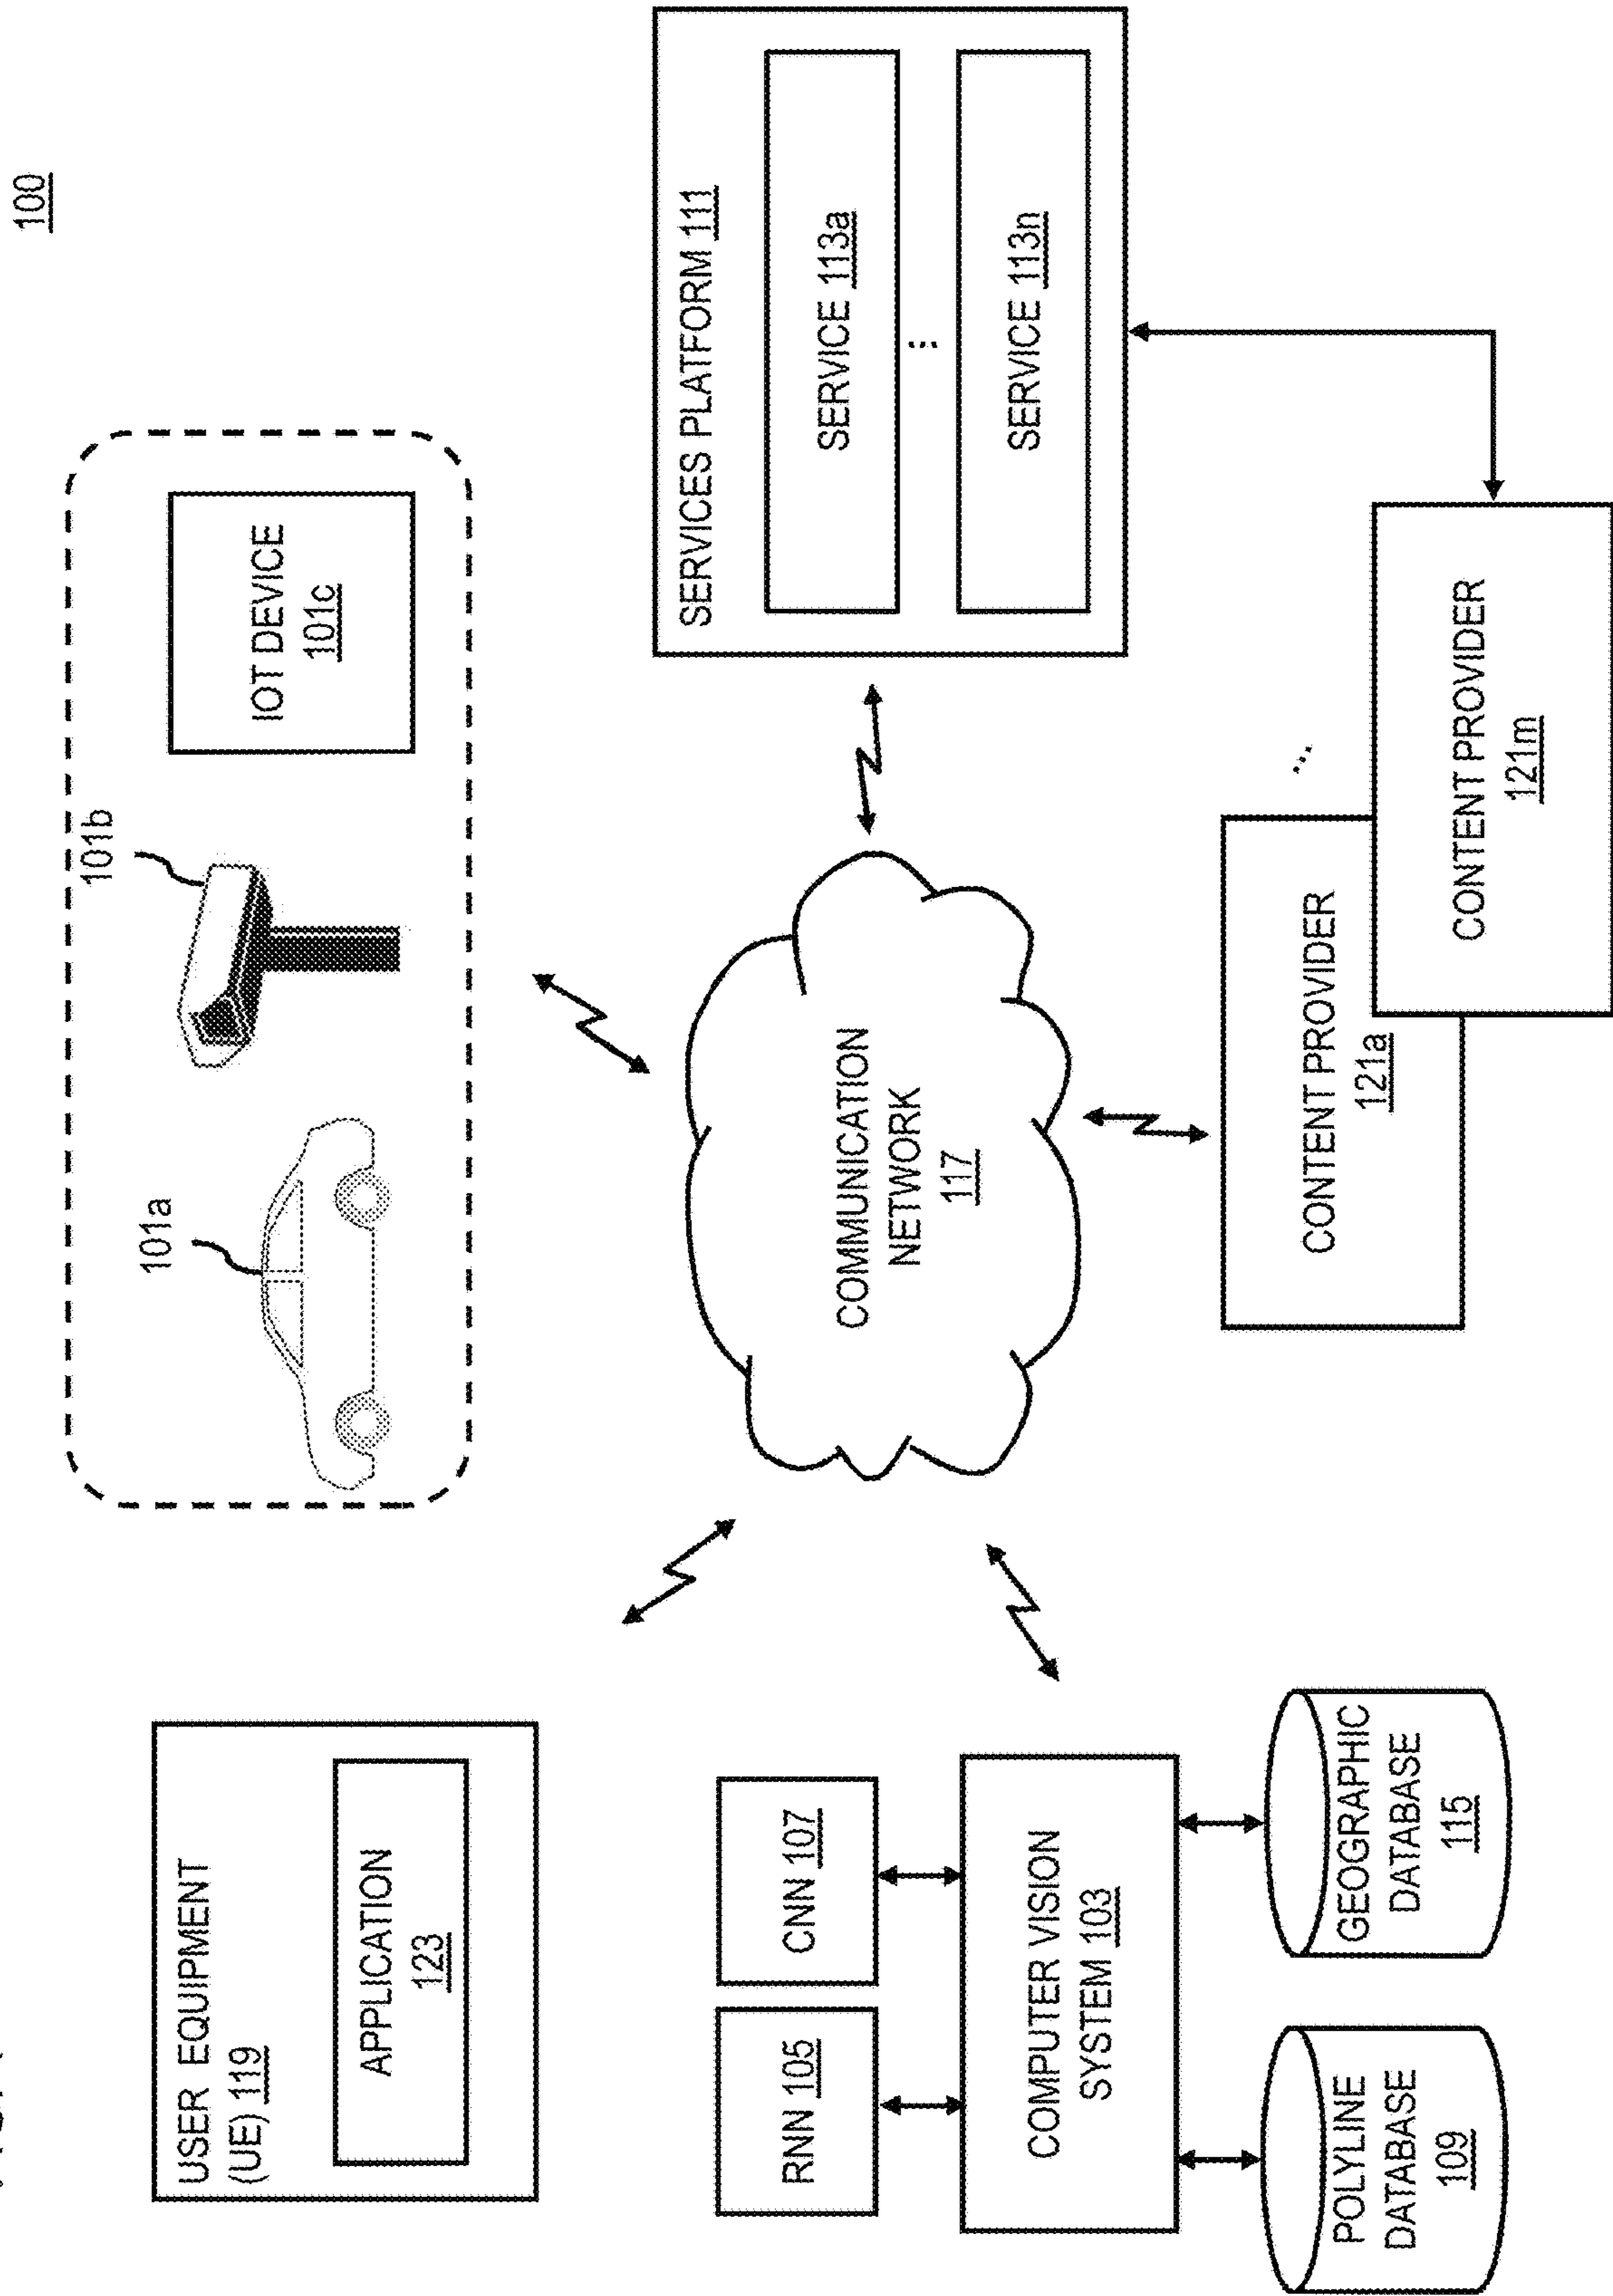 100
USER EQUIPMENT
(UE) 119
APPLICATION
123
101a
101b
IOT DEVICE
101c
RNN 105
CNN 107
COMPUTER VISION
SYSTEM 103
POLYLINE
DATABASE
109
GEOGRAPHIC
DATABASE
115
COMMUNICATION
NETWORK
117
SERVICES PLATFORM 111
SERVICE 113a
...
SERVICE 113n
CONTENT PROVIDER
121a
...
CONTENT PROVIDER
121m